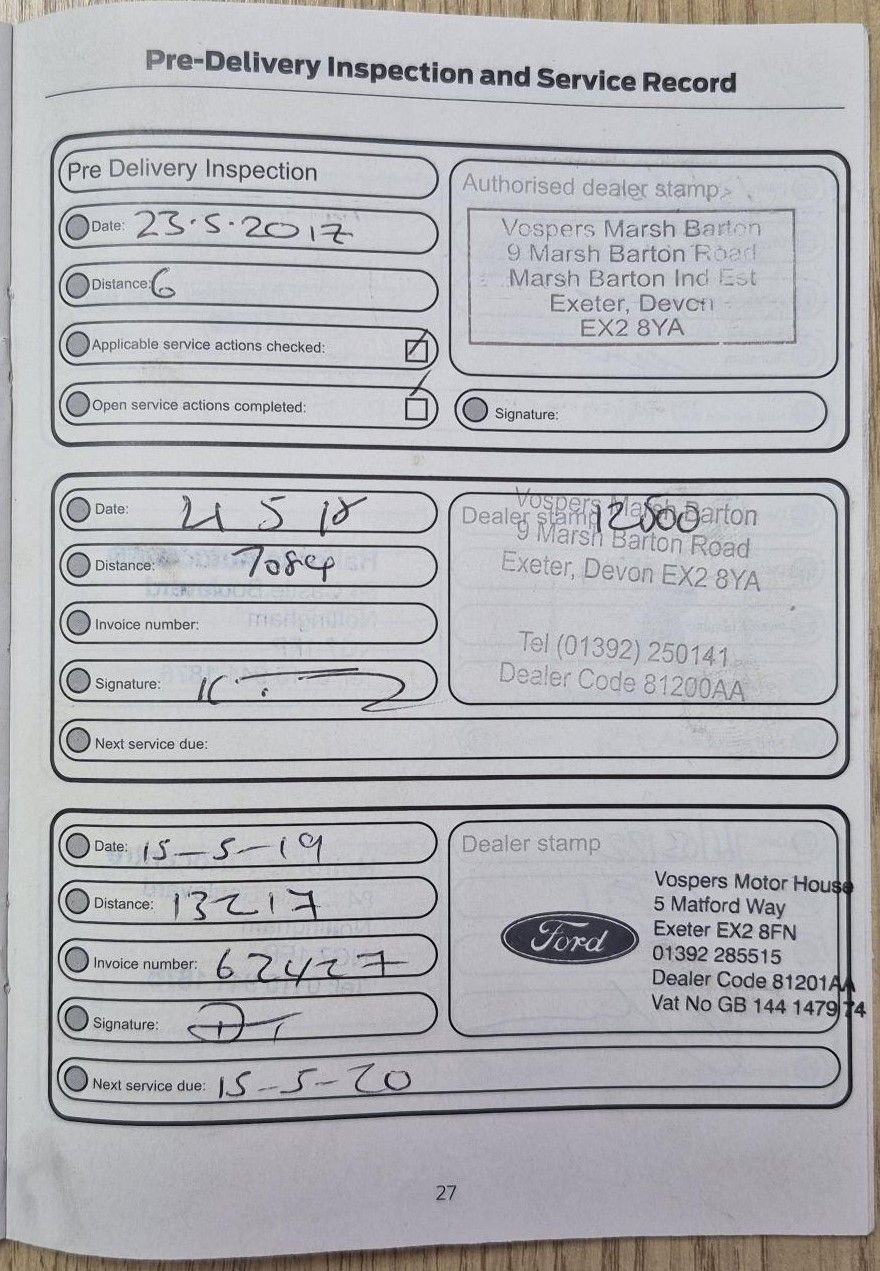 Pre-Delivery Inspection and Service Record
Pre Delivery Inspection
Date: 23.5.2017
Distance: 6
Applicable service actions checked:
Open service actions completed:
Authorised dealer stamp
Vospers Marsh Barton
9 Marsh Barton Road
Marsh Barton Ind Est
Exeter, Devon
EX2 8YA
Signature:
Date: 21 5 18
Distance: 7084
Invoice number:
Signature:
Next service due:
Dealer stamp 12500
Vospers Marsh Barton
9 Marsh Barton Road
Exeter, Devon EX2 8YA
Tel (01392) 250141
Dealer Code 81200AA
Date: 15-5-19
Distance: 13217
Invoice number: 62427
Signature:
Next service due: 15-5-20
Dealer stamp
Ford
Vospers Motor House
5 Matford Way
Exeter EX2 8FN
01392 285515
Dealer Code 81201AA
Vat No GB 144 1479 74
27